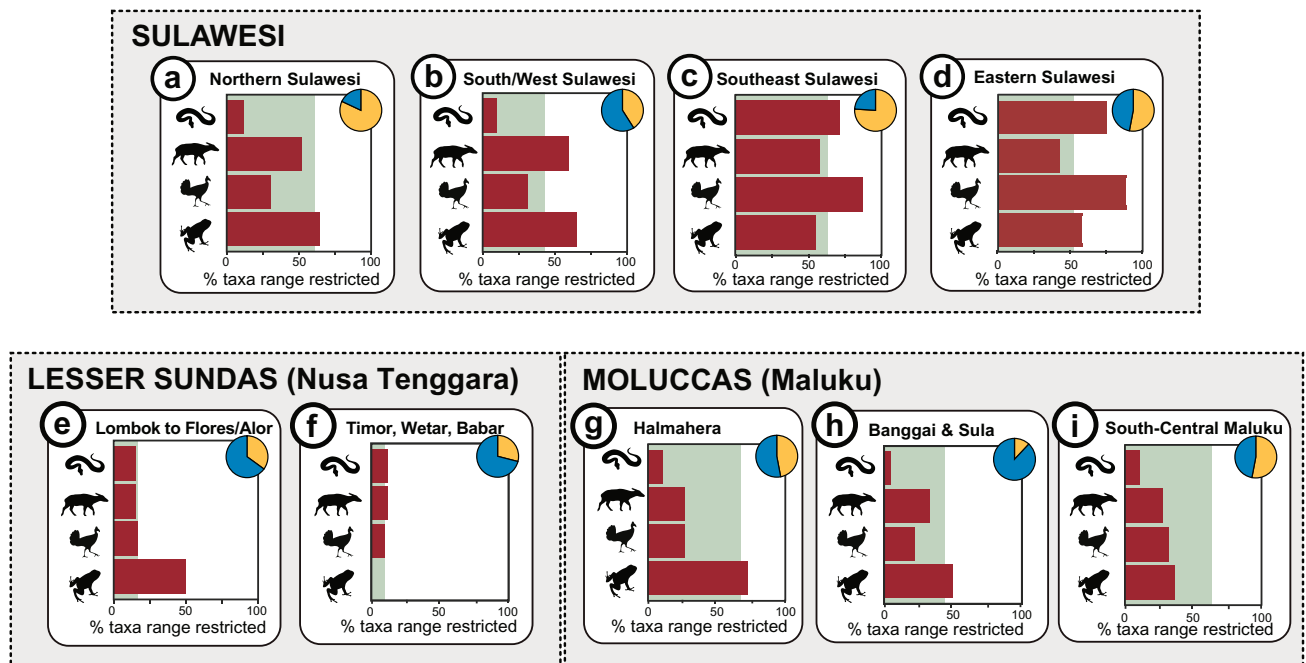 SULAWESI
a Northern Sulawesi
0 50 100
% taxa range restricted
b South/West Sulawesi
0 50 100
% taxa range restricted
c Southeast Sulawesi
0 50 100
% taxa range restricted
d Eastern Sulawesi
0 50 100
% taxa range restricted
LESSER SUNDAS (Nusa Tenggara)
e Lombok to Flores/Alor
0 50 100
% taxa range restricted
f Timor, Wetar, Babar
0 50 100
% taxa range restricted
MOLUCCAS (Maluku)
g Halmahera
0 50 100
% taxa range restricted
h Banggai & Sula
0 50 100
% taxa range restricted
i South-Central Maluku
0 50 100
% taxa range restricted